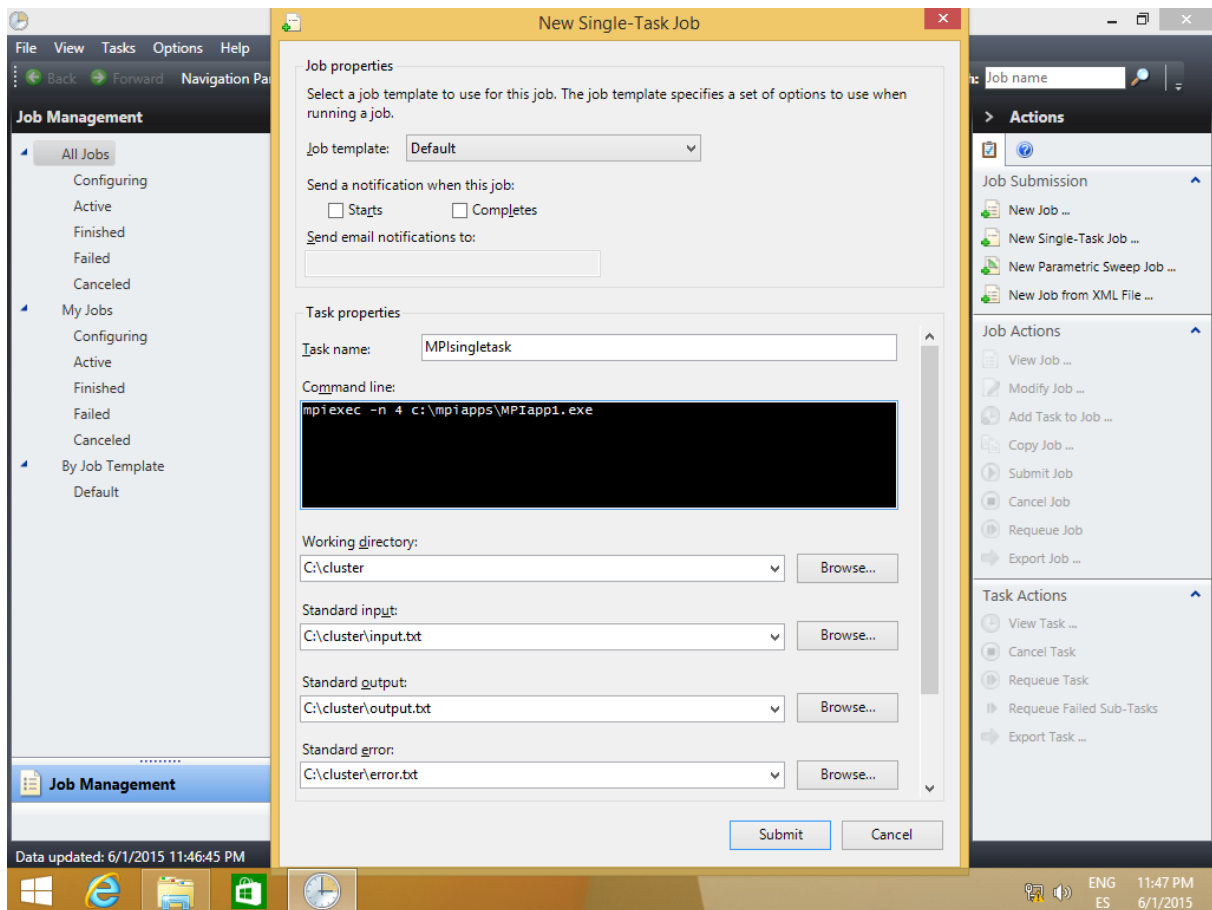 New Single-Task Job
File View Tasks Options Help
Back Forward Navigation Pa
h: Job name
Job Management
All Jobs
Configuring
Active
Finished
Failed
Canceled
My Jobs
Configuring
Active
Finished
Failed
Canceled
By Job Template
Default
Job Management
Data updated: 6/1/2015 11:46:45 PM
Job properties
Select a job template to use for this job. The job template specifies a set of options to use when
running a job.
Job template: Default
Send a notification when this job:
Starts Completes
Send email notifications to:
Task properties
Task name: MPIsingletask
Command line:
mpiexec -n 4 c:\mpiapps\MPIapp1.exe
Working directory:
C:\cluster Browse...
Standard input:
C:\cluster\input.txt Browse...
Standard output:
C:\cluster\output.txt Browse...
Standard error:
C:\cluster\error.txt Browse...
Submit Cancel
> Actions
Job Submission
New Job ...
New Single-Task Job ...
New Parametric Sweep Job ...
New Job from XML File ...
Job Actions
View Job ...
Modify Job ...
Add Task to Job ...
Copy Job ...
Submit Job
Cancel Job
Requeue Job
Export Job ...
Task Actions
View Task ...
Cancel Task
Requeue Task
Requeue Failed Sub-Tasks
Export Task ...
ENG 11:47 PM
ES 6/1/2015